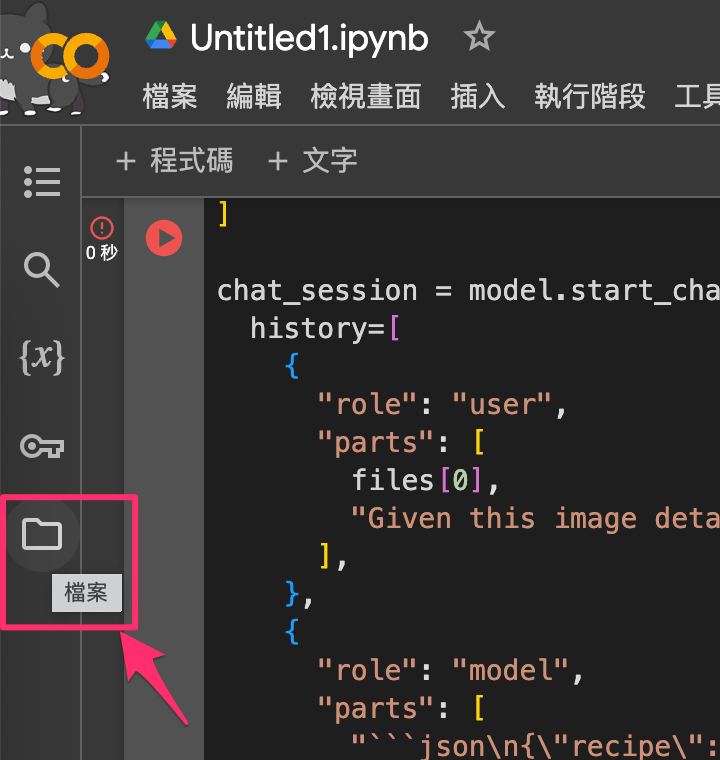 Untitled1.ipynb
檔案 編輯 檢視畫面 插入 執行階段 工具
+ 程式碼 + 文字
0 秒
]
chat_session = model.start_cha
history=[
{
"role": "user",
"parts": [
files[0],
"Given this image deta
],
},
{
"role": "model",
"parts": [
"```json\n{\"recipe\":
{x}
檔案